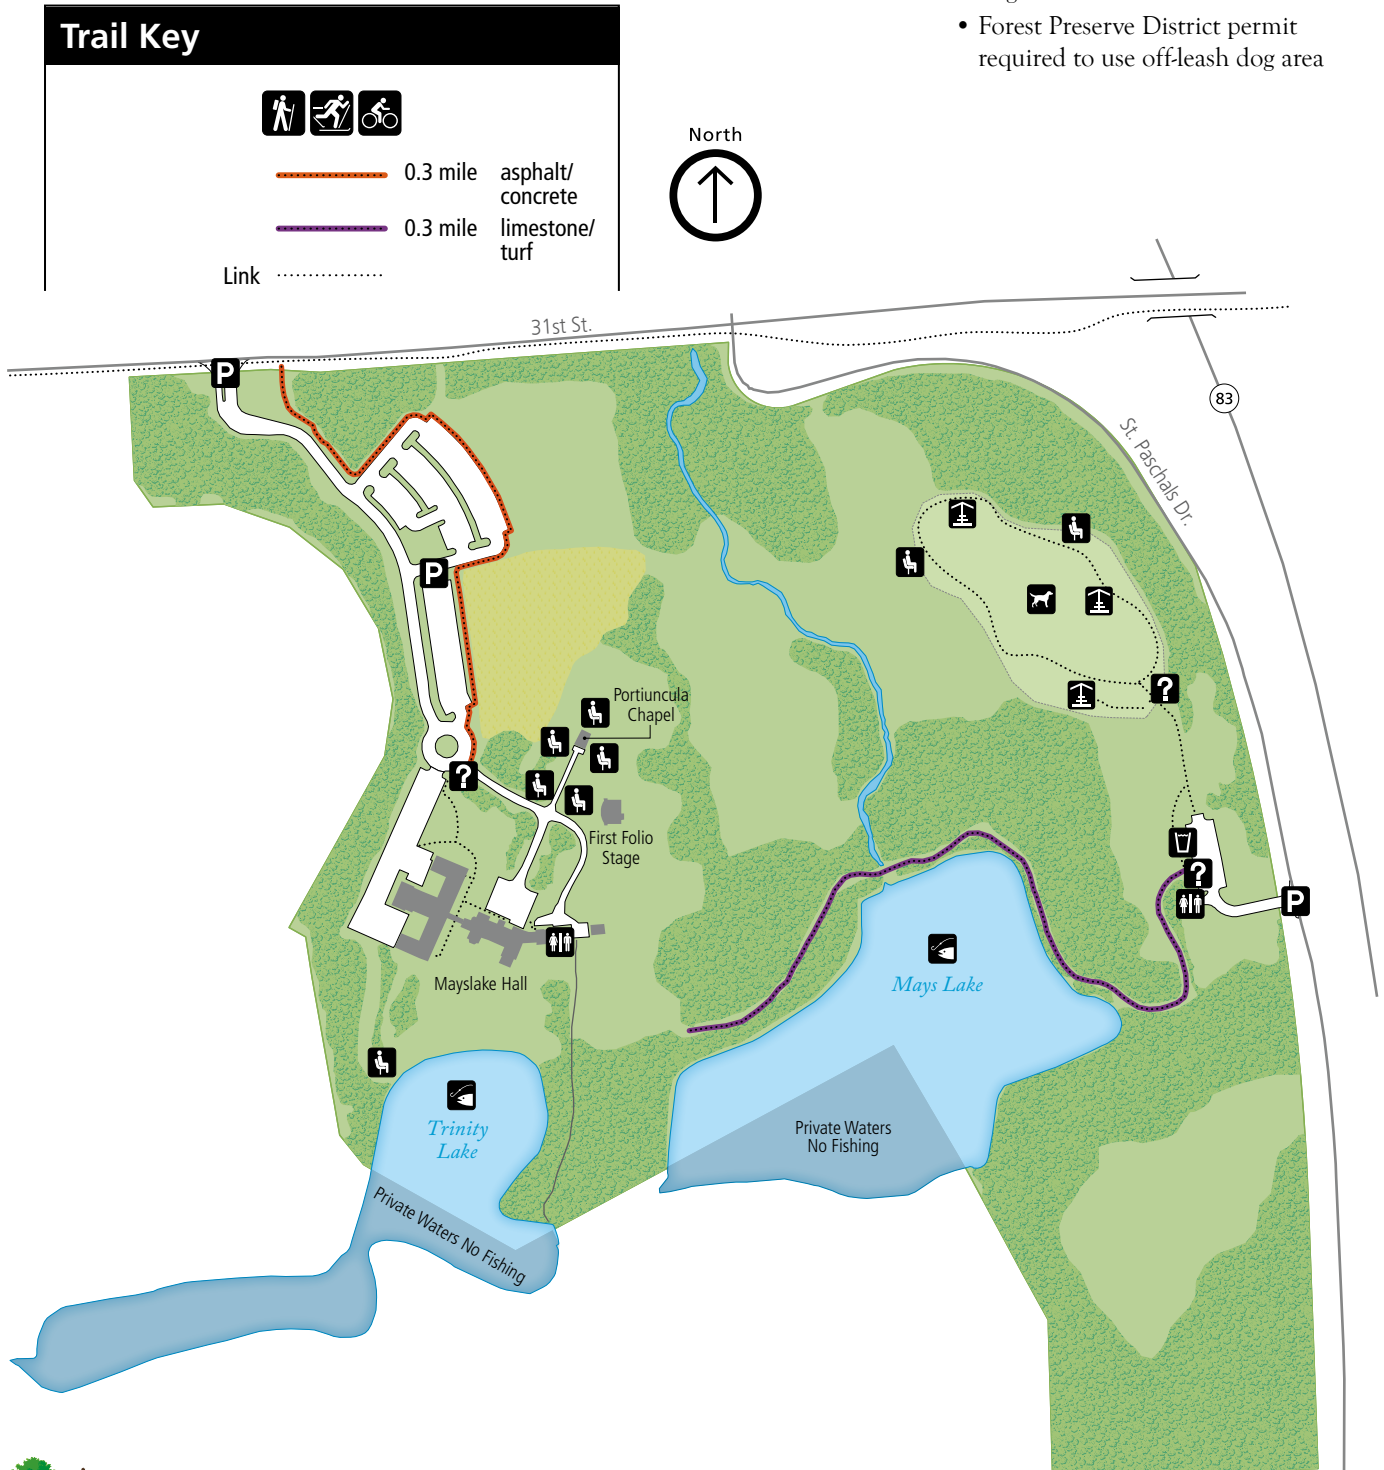 Trail Key
0.3 mile asphalt/
concrete
0.3 mile limestone/
turf
Link
• Forest Preserve District permit
required to use off-leash dog area
North
31st St.
P
83
St. Paschals Dr.
P
?
Portiuncula
Chapel
?
First Folio
Stage
?
P
Mayslake Hall
Mays Lake
Trinity
Lake
Private Waters
No Fishing
Private Waters No Fishing